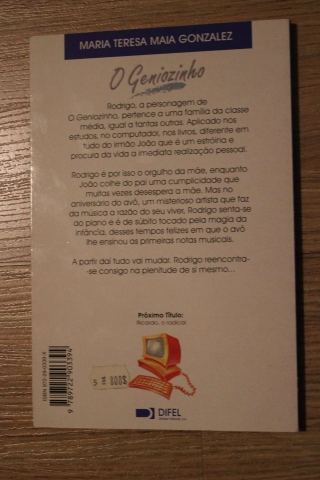 MARIA TERESA MAIA GONZALEZ
O Geniozinho
Rodrigo, a personagem de
O Geniozinho, pertence a uma família da classe
média, igual a tantas outras. Aplicado nos
estudos, no computador, nos livros, diferente em
tudo do irmão João que é um estróina e
procura da vida a imediata realização pessoal.
Rodrigo é por isso o orgulho da mãe, enquanto
João colhe do pai uma cumplicidade que
muitas vezes desespera a mãe. Mas no
aniversário do avô, um misterioso artista que faz
da música a razão do seu viver, Rodrigo senta-se
ao piano e é de súbito tocado pela magia da
infância, desses tempos felizes em que o avô
lhe ensinou as primeiras notas musicais.
A partir daí tudo vai mudar. Rodrigo reencontra-
-se consigo na plenitude de si mesmo...
Próximo Título:
Ricardo, o radical
DIFEL
9 789722 903394